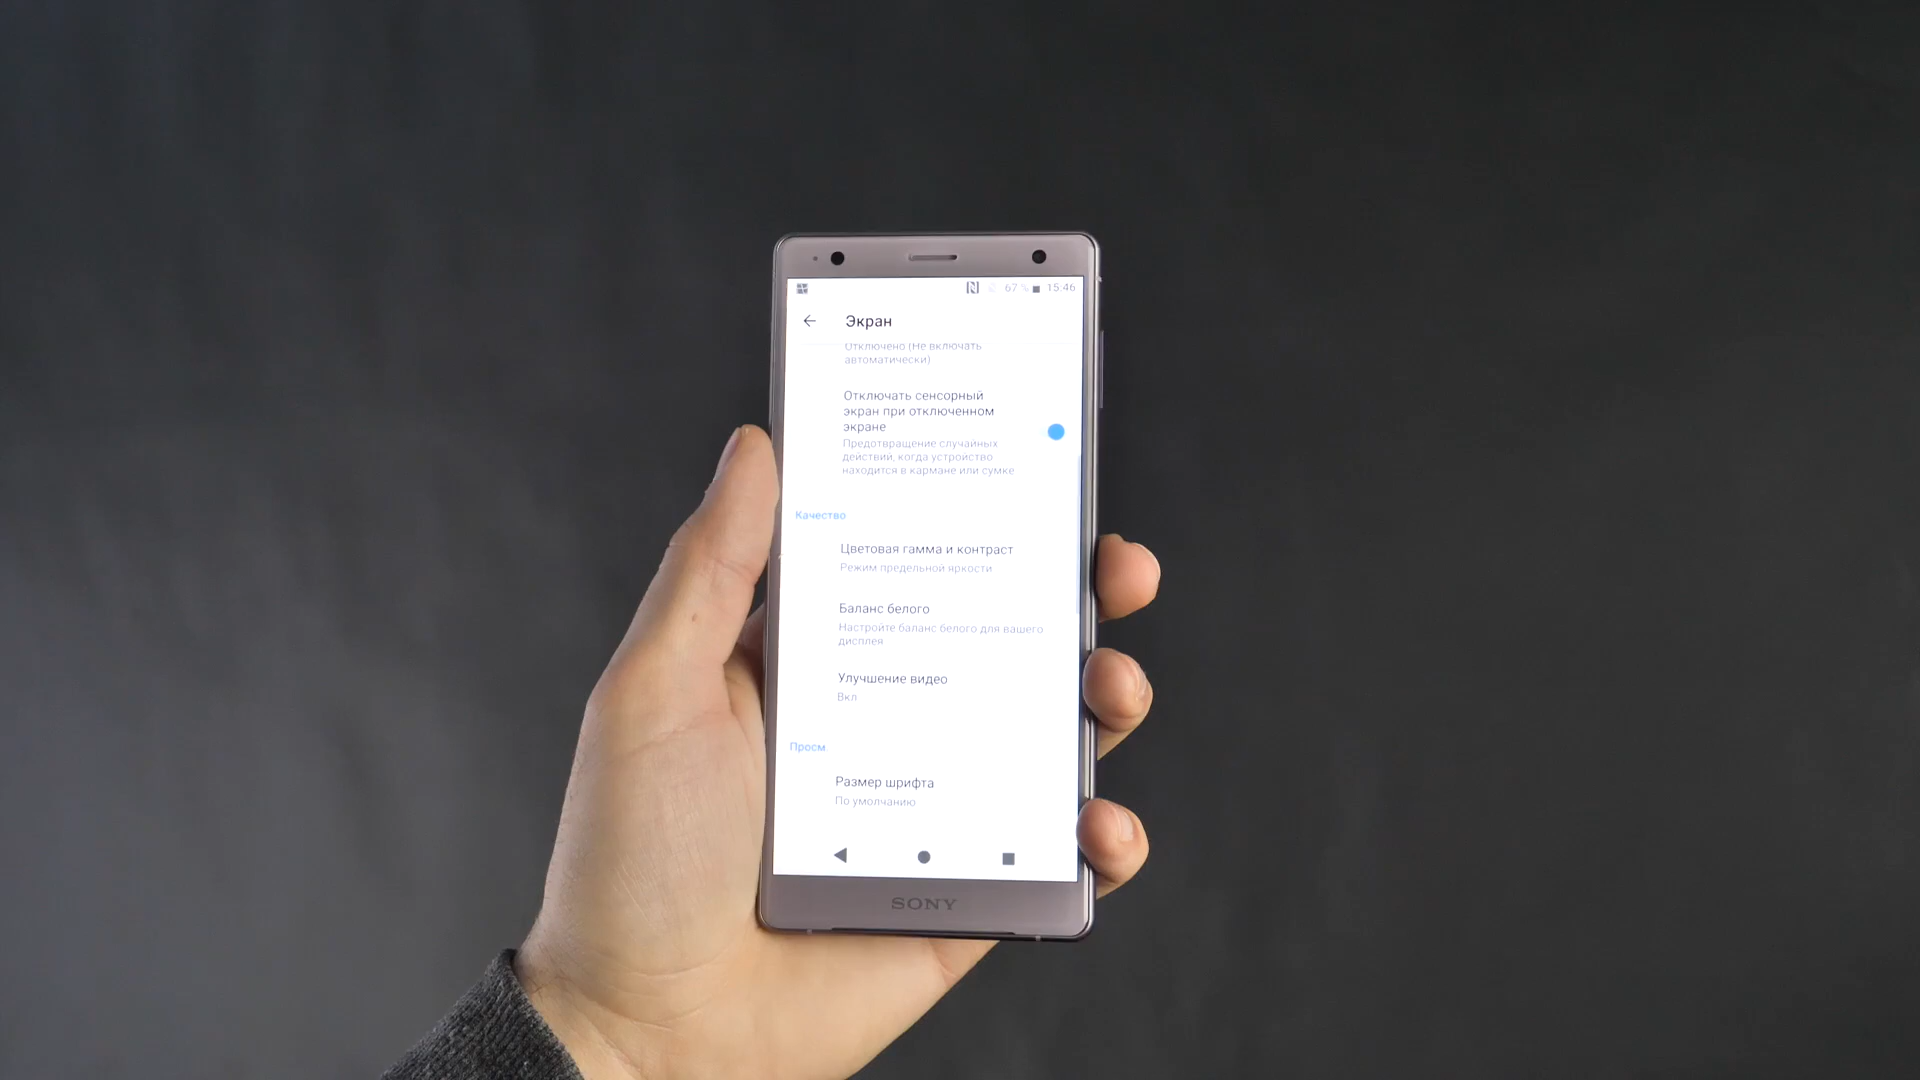 67 % 15:46
Экран
Отключено (Не включать
автоматически)
Отключать сенсорный
экран при отключенном
экране
Предотвращение случайных
действий, когда устройство
находится в кармане или сумке
Качество
Цветовая гамма и контраст
Режим предельной яркости
Баланс белого
Настройте баланс белого для вашего
дисплея
Улучшение видео
Вкл
Просм.
Размер шрифта
По умолчанию
SONY